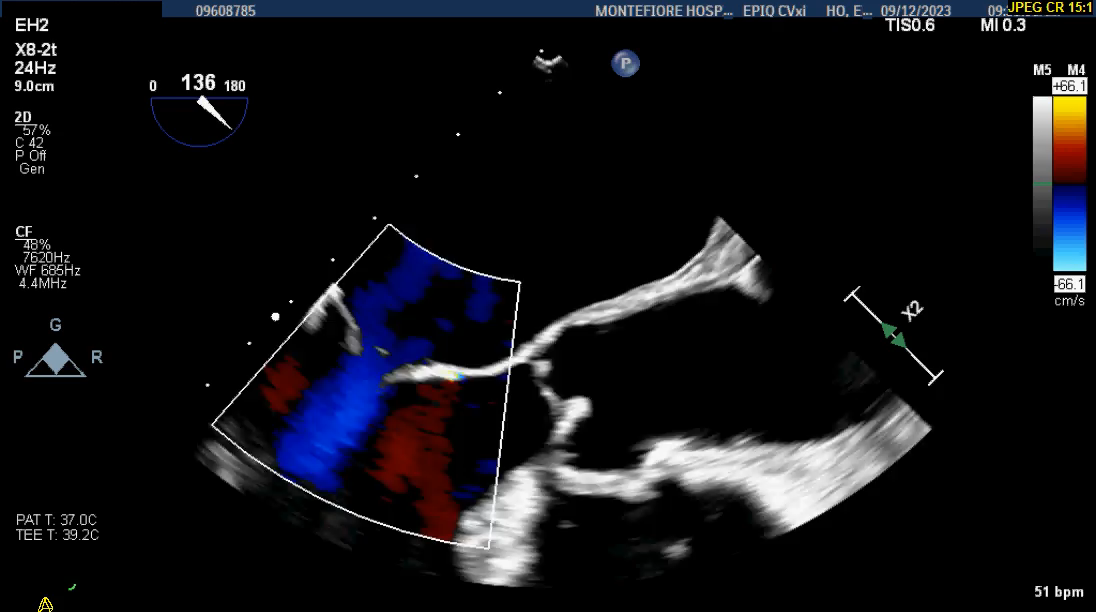 09608785 MONTEFIORE HOSP... EPIQ CVxi HO, E... 09/12/2023 09:
JPEG CR 15:1
EH2
TIS0.6 MI 0.3
X8-2t
24Hz
9.0cm
0 136 180
P
M5 M4
+66.1
2D
57%
C 42
P Off
Gen
CF
48%
7620Hz
WF 685Hz
4.4MHz
-66.1
cm/s
X2
G
P R
PAT T: 37.0C
TEE T: 39.2C
51 bpm
A